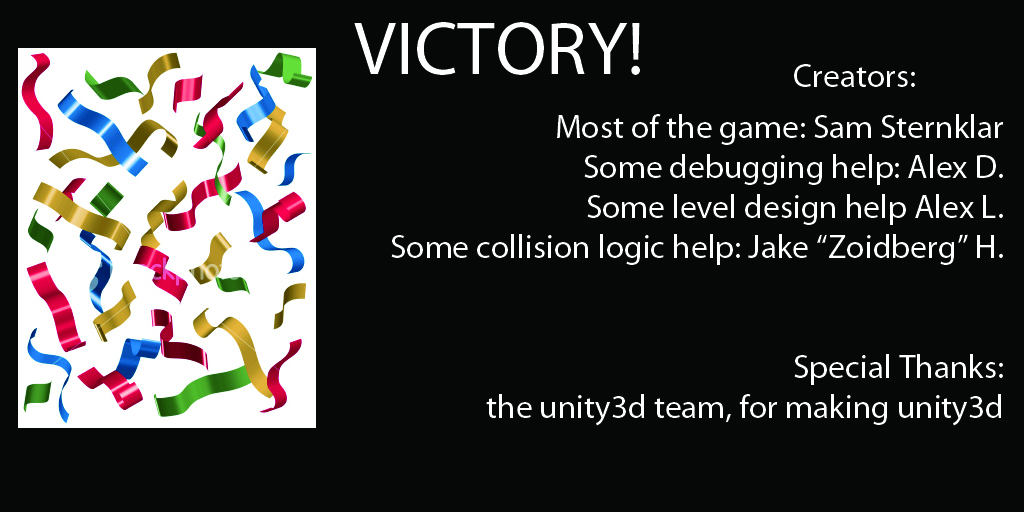 VICTORY!
Creators:
Most of the game: Sam Sternklar
Some debugging help: Alex D.
Some level design help Alex L.
Some collision logic help: Jake “Zoidberg” H.
Special Thanks:
the unity3d team, for making unity3d